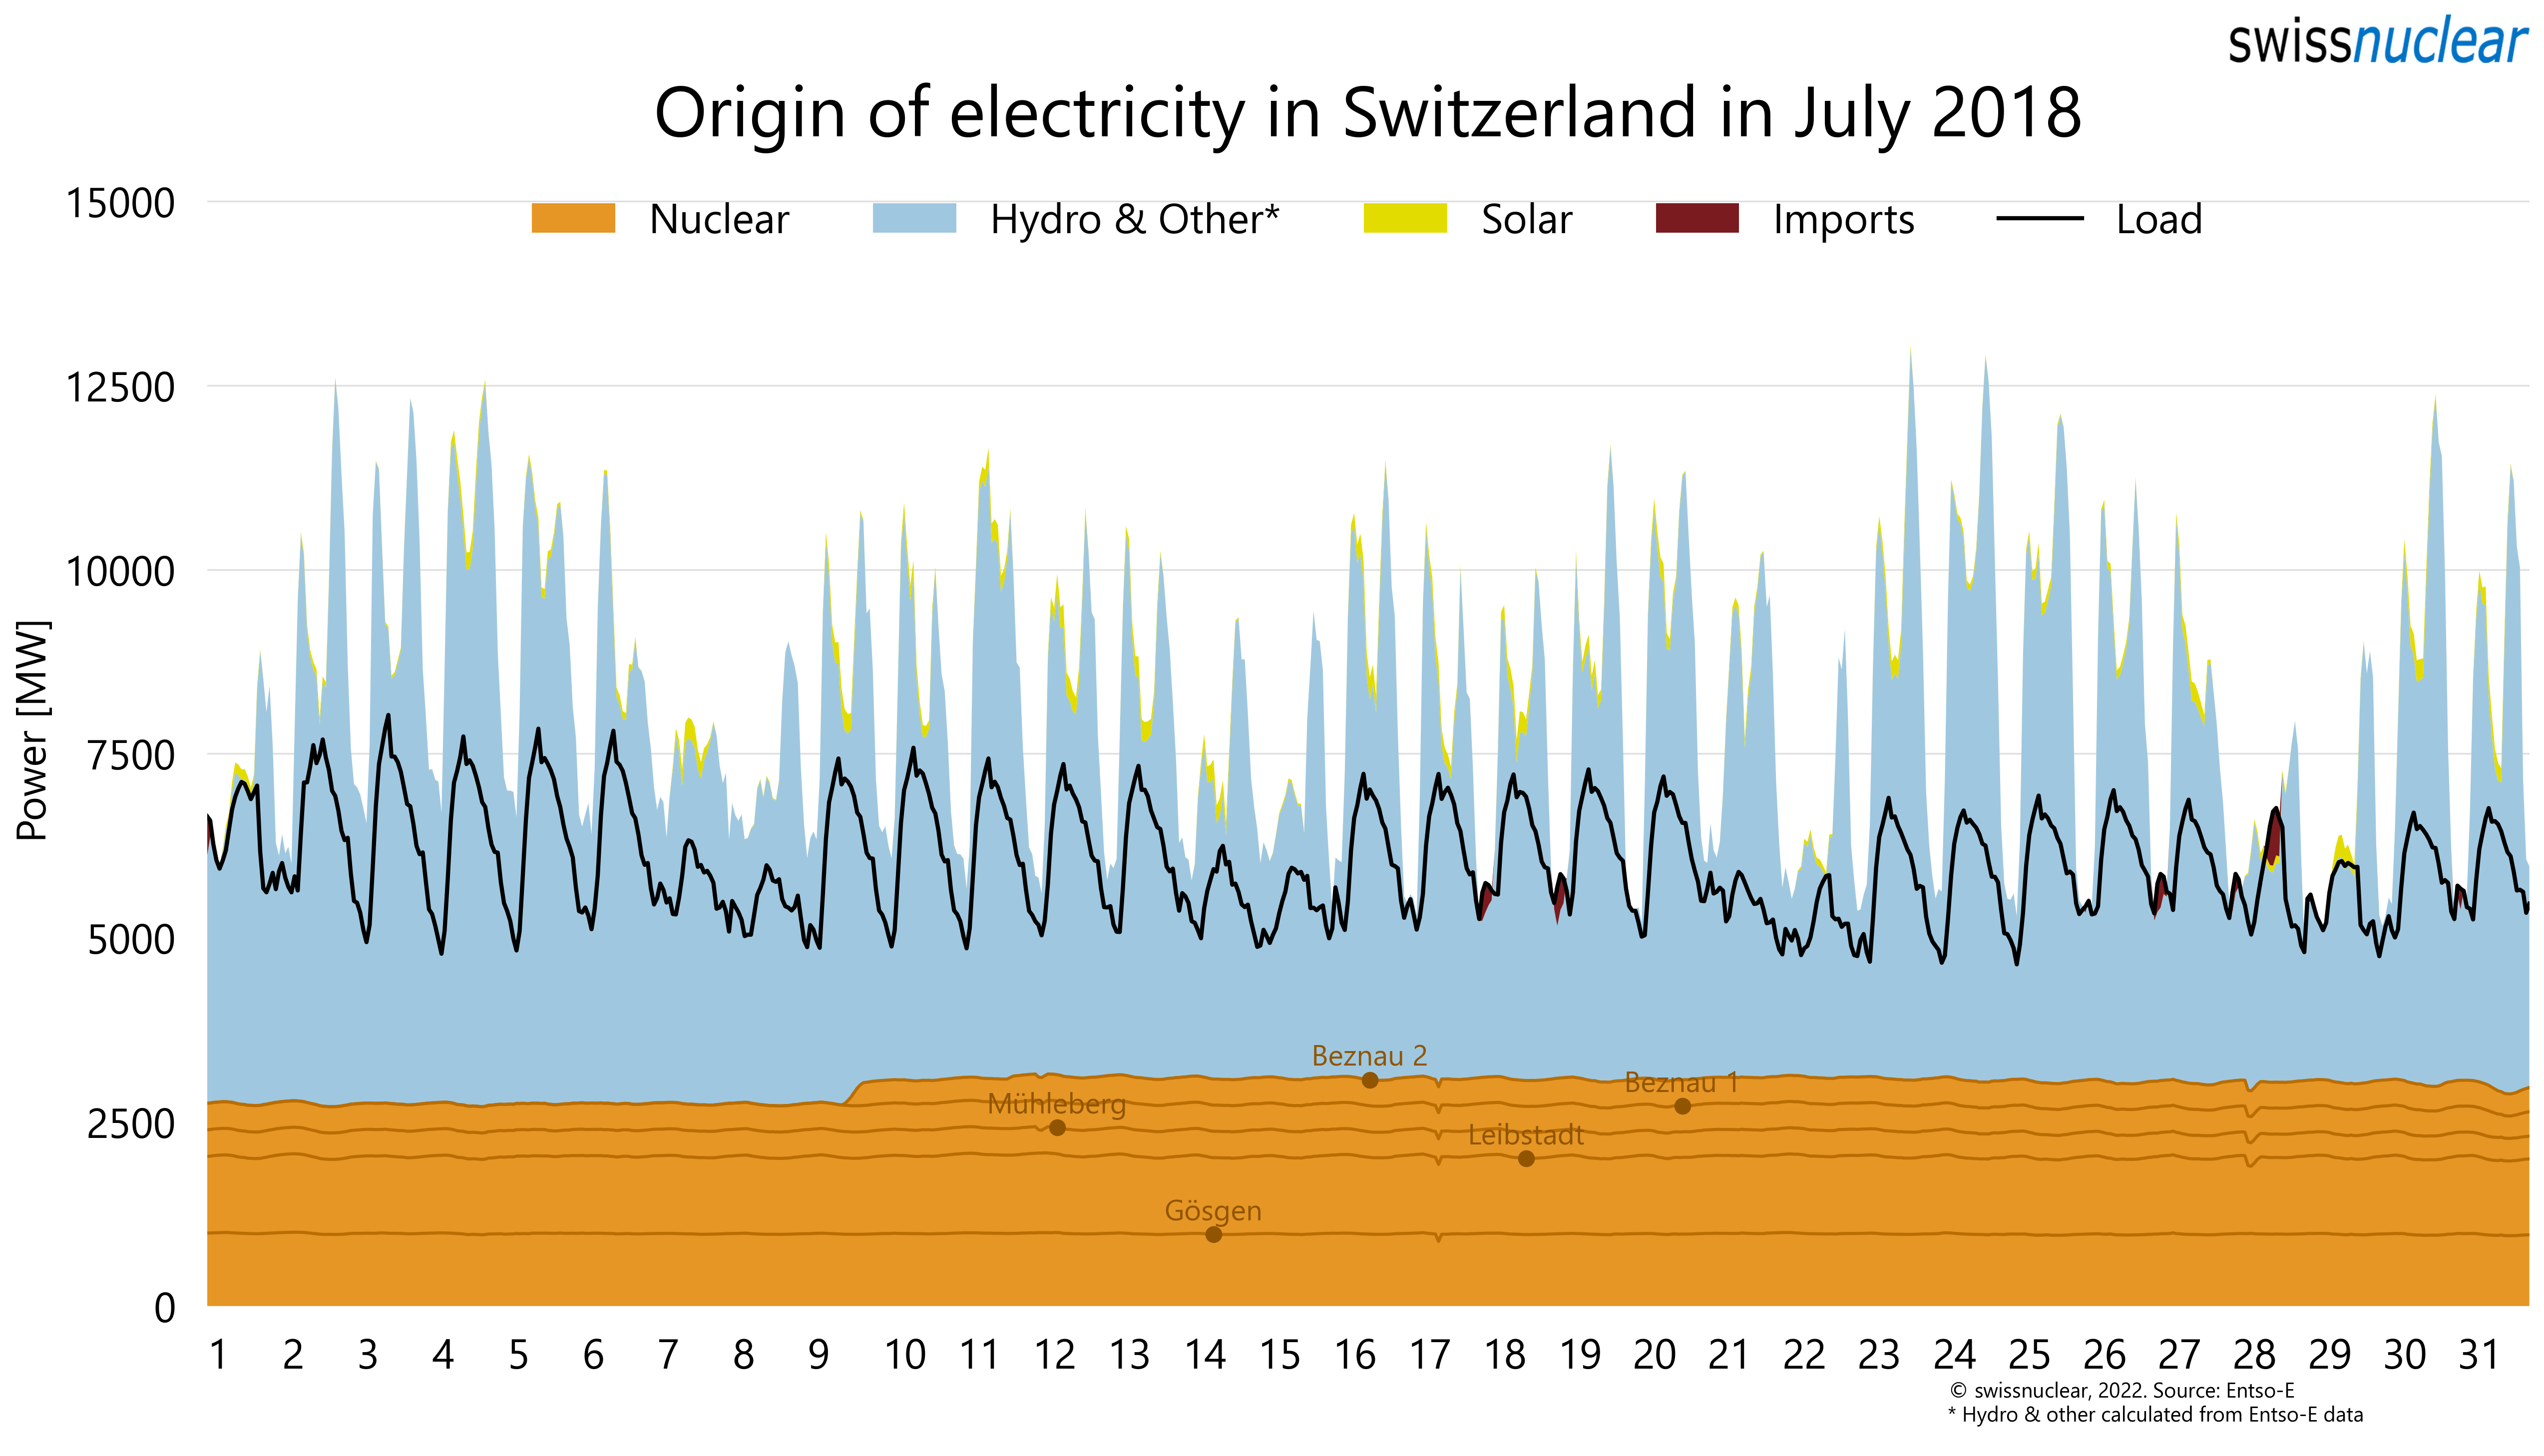 swissnuclear
Origin of electricity in Switzerland in July 2018
15000
Nuclear Hydro & Other* Solar Imports Load
12500
10000
7500
5000
2500
0
Power [MW]
Beznau 2
Beznau 1
Mühleberg
Leibstadt
Gösgen
1 2 3 4 5 6 7 8 9 10 11 12 13 14 15 16 17 18 19 20 21 22 23 24 25 26 27 28 29 30 31
© swissnuclear, 2022. Source: Entso-E
* Hydro & other calculated from Entso-E data